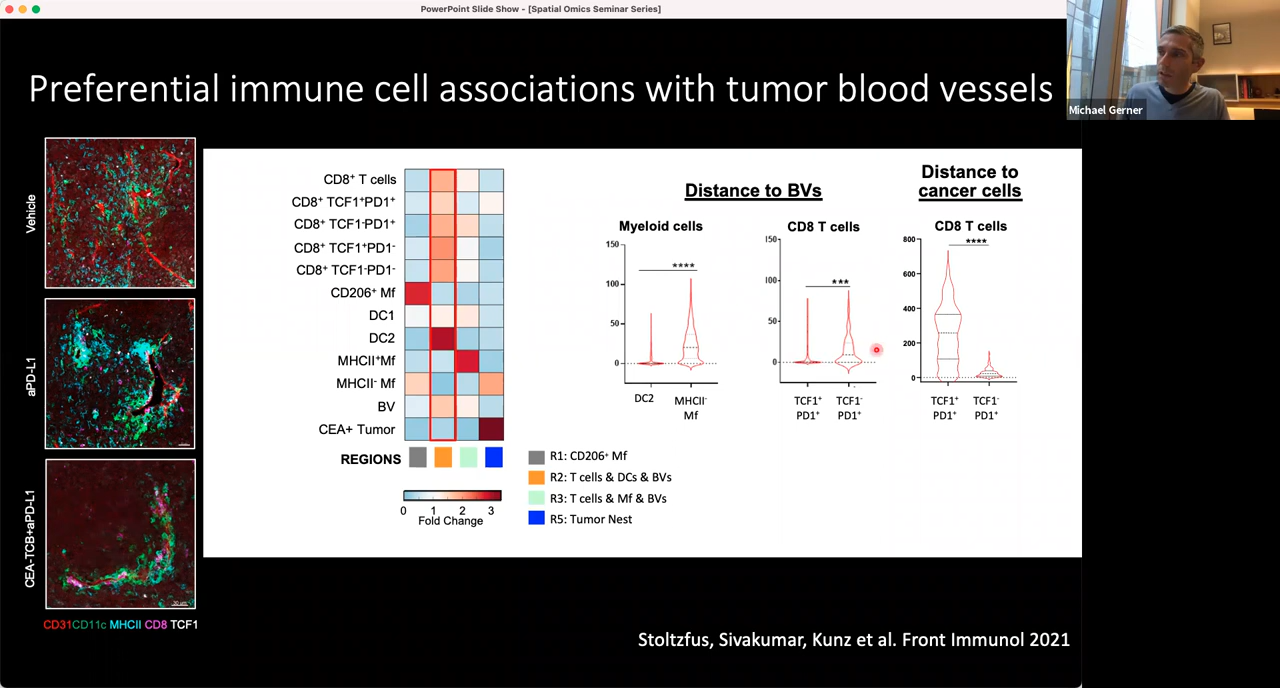 PowerPoint Slide Show - [Spatial Omics Seminar Series]
Michael Gerner
Preferential immune cell associations with tumor blood vessels
Vehicle
aPD-L1
CEA-TCB+aPD-L1
CD31 CD11c MHCII CD8 TCF1
CD8⁺ T cells
CD8⁺ TCF1⁺PD1⁺
CD8⁺ TCF1⁻PD1⁺
CD8⁺ TCF1⁺PD1⁻
CD8⁺ TCF1⁻PD1⁻
CD206⁺ Mf
DC1
DC2
MHCII⁺Mf
MHCII⁻ Mf
BV
CEA+ Tumor
REGIONS
0 1 2 3
Fold Change
R1: CD206⁺ Mf
R2: T cells & DCs & BVs
R3: T cells & Mf & BVs
R5: Tumor Nest
Distance to BVs
Myeloid cells
150
100
50
0
****
DC2
MHCII⁻
Mf
CD8 T cells
150
100
50
0
***
TCF1⁺
PD1⁺
TCF1⁻
PD1⁺
Distance to
cancer cells
CD8 T cells
800
600
400
200
0
****
TCF1⁺
PD1⁺
TCF1⁻
PD1⁺
Stoltzfus, Sivakumar, Kunz et al. Front Immunol 2021